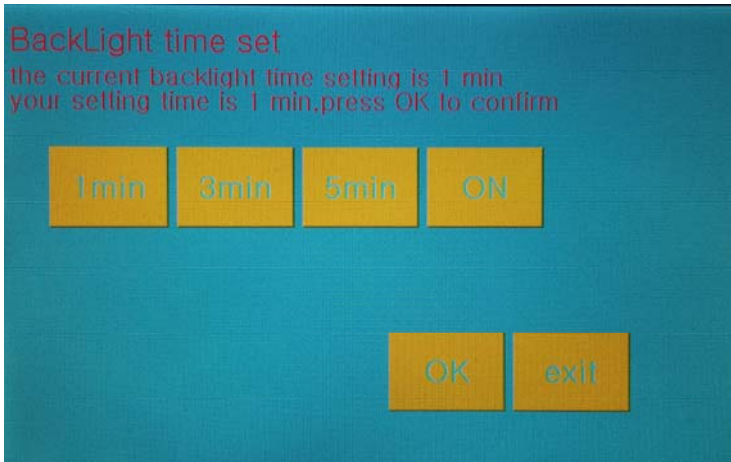 BackLight time set
the current backlight time setting is 1 min
your setting time is 1 min,press OK to confirm
1min 3min 5min ON
OK exit